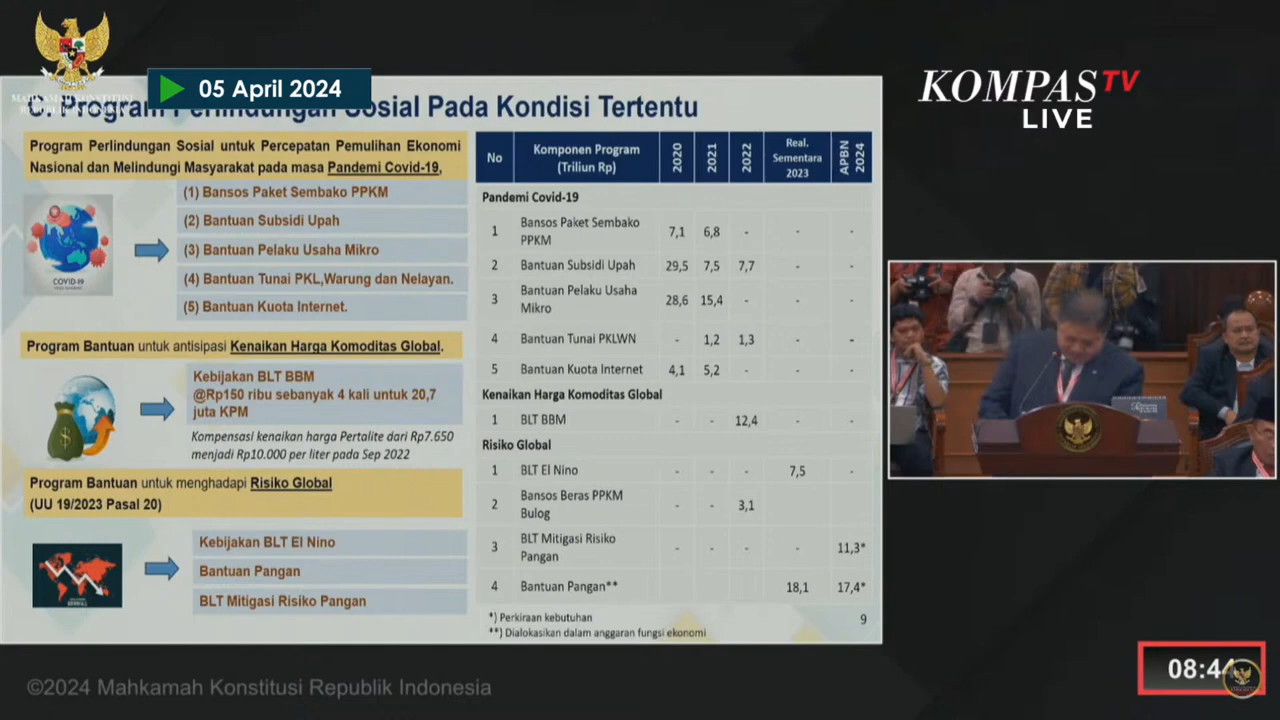 05 April 2024
MAHKAMAH KONSTITUSI
REPUBLIK INDONESIA
KOMPAS TV
LIVE
Program Perlindungan Sosial Pada Kondisi Tertentu
Program Perlindungan Sosial untuk Percepatan Pemulihan Ekonomi
Nasional dan Melindungi Masyarakat pada masa Pandemi Covid-19,
COVID-19
(1) Bansos Paket Sembako PPKM
(2) Bantuan Subsidi Upah
(3) Bantuan Pelaku Usaha Mikro
(4) Bantuan Tunai PKL,Warung dan Nelayan.
(5) Bantuan Kuota Internet.
Program Bantuan untuk antisipasi Kenaikan Harga Komoditas Global.
Kebijakan BLT BBM
@Rp150 ribu sebanyak 4 kali untuk 20,7
juta KPM
Kompensasi kenaikan harga Pertalite dari Rp7.650
menjadi Rp10.000 per liter pada Sep 2022
Program Bantuan untuk menghadapi Risiko Global
(UU 19/2023 Pasal 20)
Kebijakan BLT El Nino
Bantuan Pangan
BLT Mitigasi Risiko Pangan
No Komponen Program (Triliun Rp) 2020 2021 2022 Real. Sementara 2023 APBN 2024
Pandemi Covid-19
1 Bansos Paket Sembako PPKM 7,1 6,8 - - -
2 Bantuan Subsidi Upah 29,5 7,5 7,7 - -
3 Bantuan Pelaku Usaha Mikro 28,6 15,4 - - -
4 Bantuan Tunai PKLWN 1,2 1,3 - -
5 Bantuan Kuota Internet 4,1 5,2 - - -
Kenaikan Harga Komoditas Global
1 BLT BBM 12,4 - -
Risiko Global
1 BLT El Nino - - - 7,5 -
2 Bansos Beras PPKM Bulog - - 3,1
3 BLT Mitigasi Risiko Pangan - - - - 11,3*
4 Bantuan Pangan** 18,1 17,4*
*) Perkiraan kebutuhan
**) Dialokasikan dalam anggaran fungsi ekonomi
9
©2024 Mahkamah Konstitusi Republik Indonesia
08:44